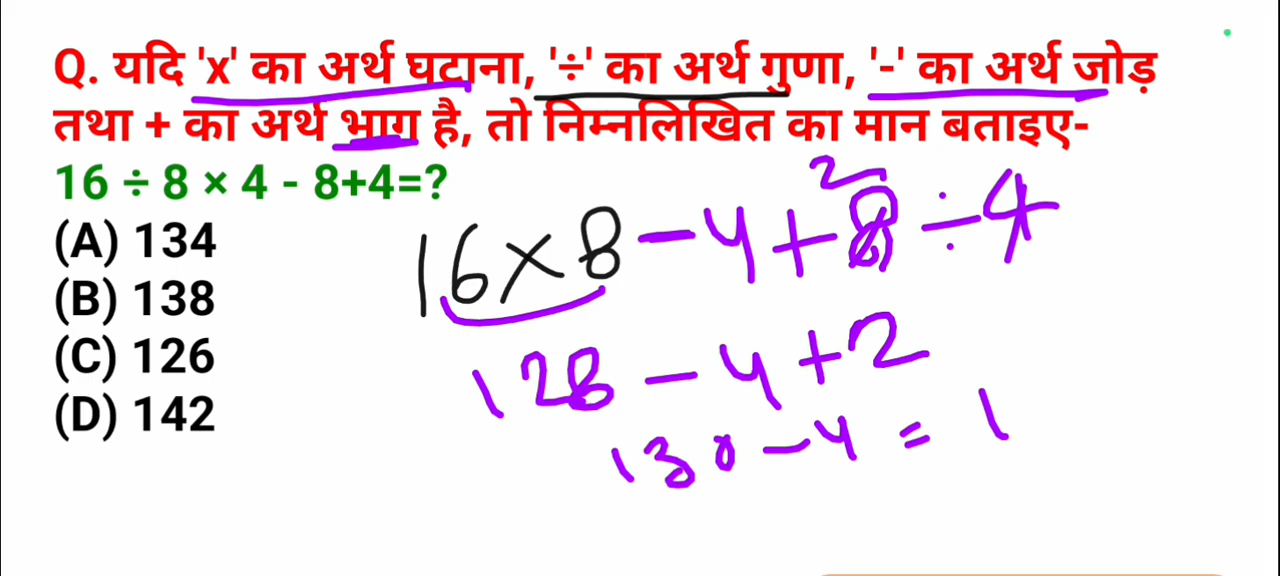 Q. यदि 'x' का अर्थ घटाना, '÷' का अर्थ गुणा, '-' का अर्थ जोड़
तथा + का अर्थ भाग है, तो निम्नलिखित का मान बताइए-
16 ÷ 8 × 4 - 8+4=?
(A) 134
(B) 138
(C) 126
(D) 142
2
16 × 8 - 4 + 8 ÷ 4
128 - 4 + 2
130 - 4 = 1